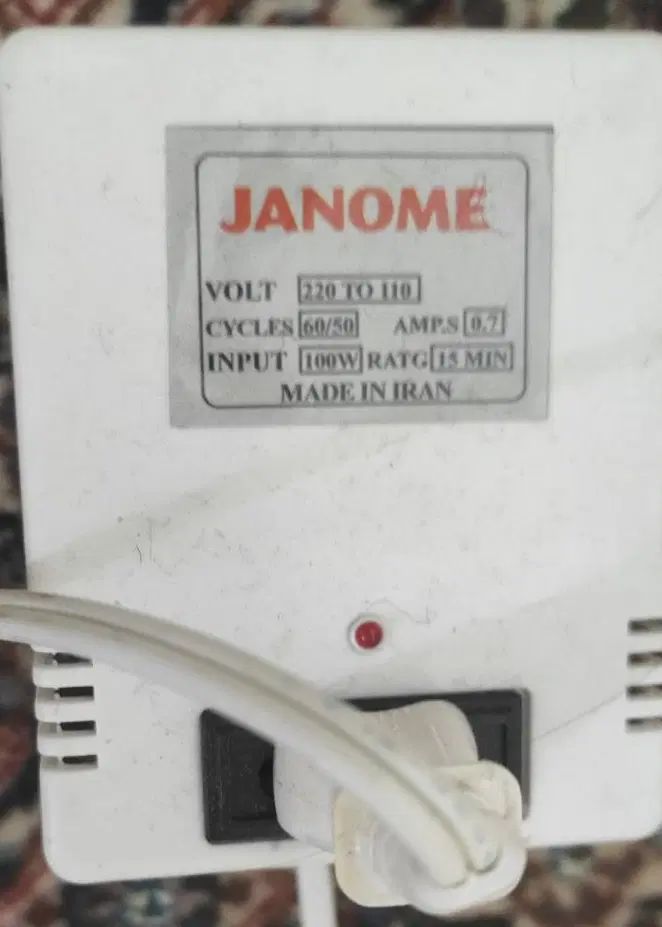 JANOME
VOLT 220 TO 110
CYCLES 60/50 AMP.S 0.7
INPUT 100W RATG 15 MIN
MADE IN IRAN